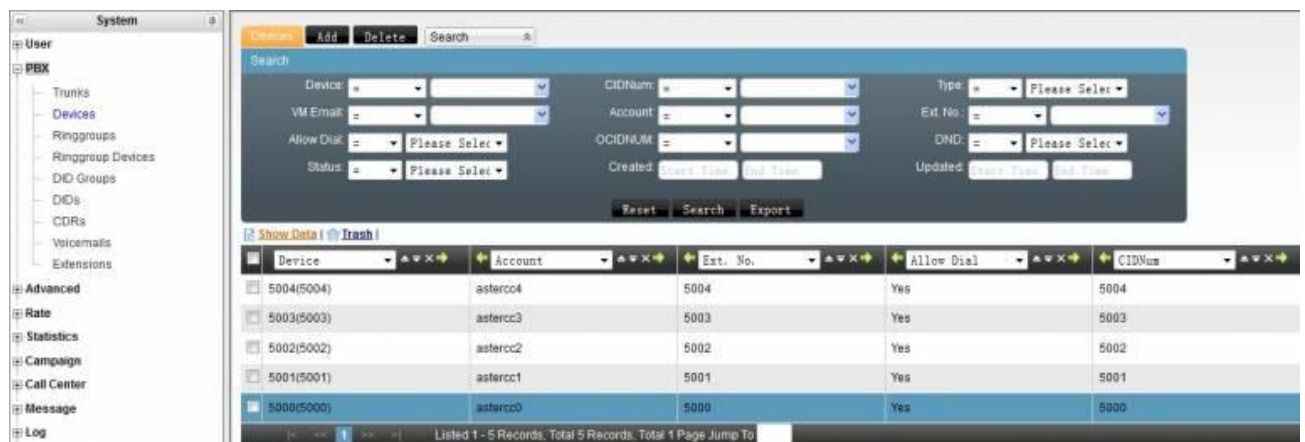 System
User
PBX
Trunks
Devices
Ringgroups
Ringgroup Devices
DID Groups
DIDs
CDRs
Voicemails
Extensions
Advanced
Rate
Statistics
Campaign
Call Center
Message
Log
Devices Add Delete Search
Search
Device: = CIDNum: = Type: = Please Selec
VM Email: = Account: = Ext. No.: =
Allow Dial: = Please Selec OCIDNUM: = DND: = Please Selec
Status: = Please Selec Created: Start Time End Time Updated: Start Time End Time
Reset Search Export
Show Data | Trash |
Device Account Ext. No. Allow Dial CIDNum
5004(5004) astercc4 5004 Yes 5004
5003(5003) astercc3 5003 Yes 5003
5002(5002) astercc2 5002 Yes 5002
5001(5001) astercc1 5001 Yes 5001
5000(5000) astercc0 5000 Yes 5000
|< << 1 >> >| Listed 1 - 5 Records, Total 5 Records, Total 1 Page Jump To